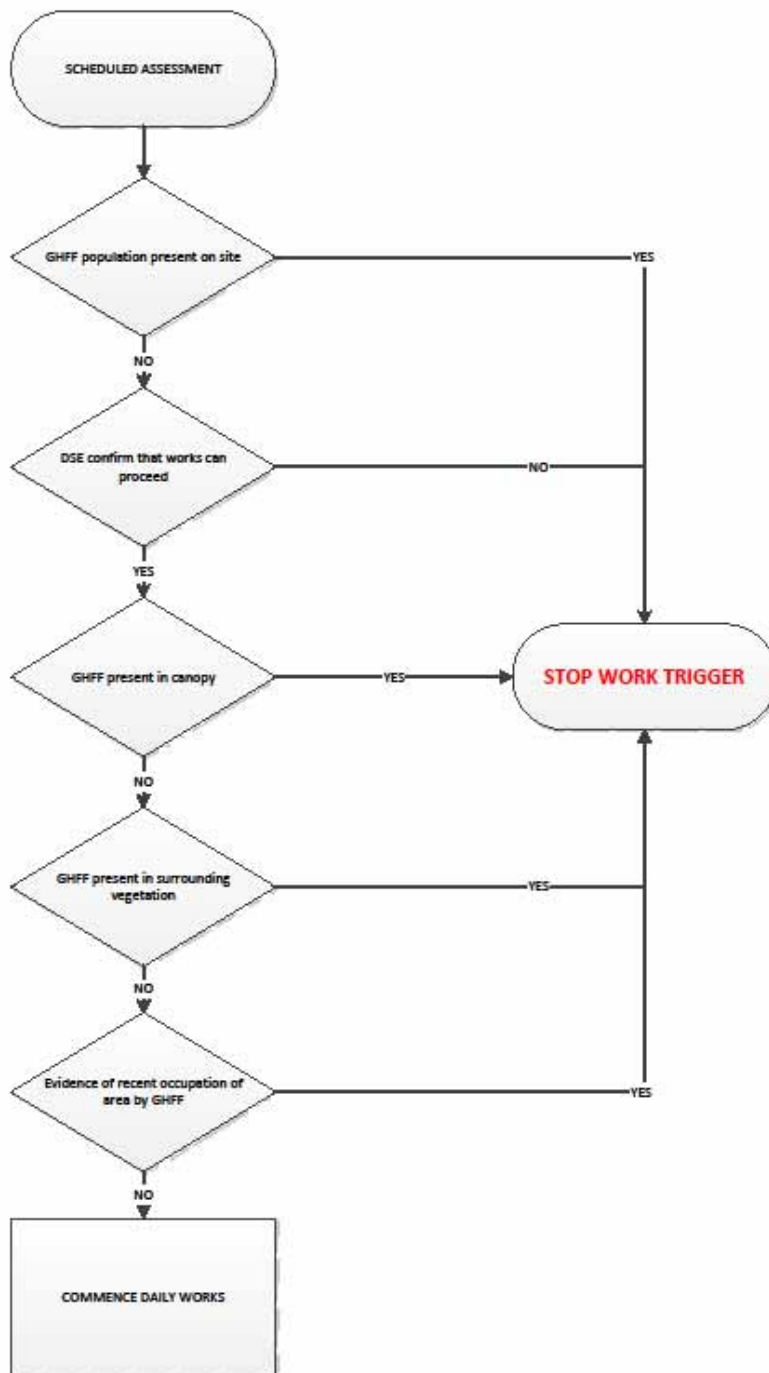 SCHEDULED ASSESSMENT
GHFF population present on site
YES
NO
DSE confirm that works can
proceed
NO
YES
GHFF present in canopy
YES
STOP WORK TRIGGER
NO
GHFF present in surrounding
vegetation
YES
NO
Evidence of recent occupation of
area by GHFF
YES
NO
COMMENCE DAILY WORKS